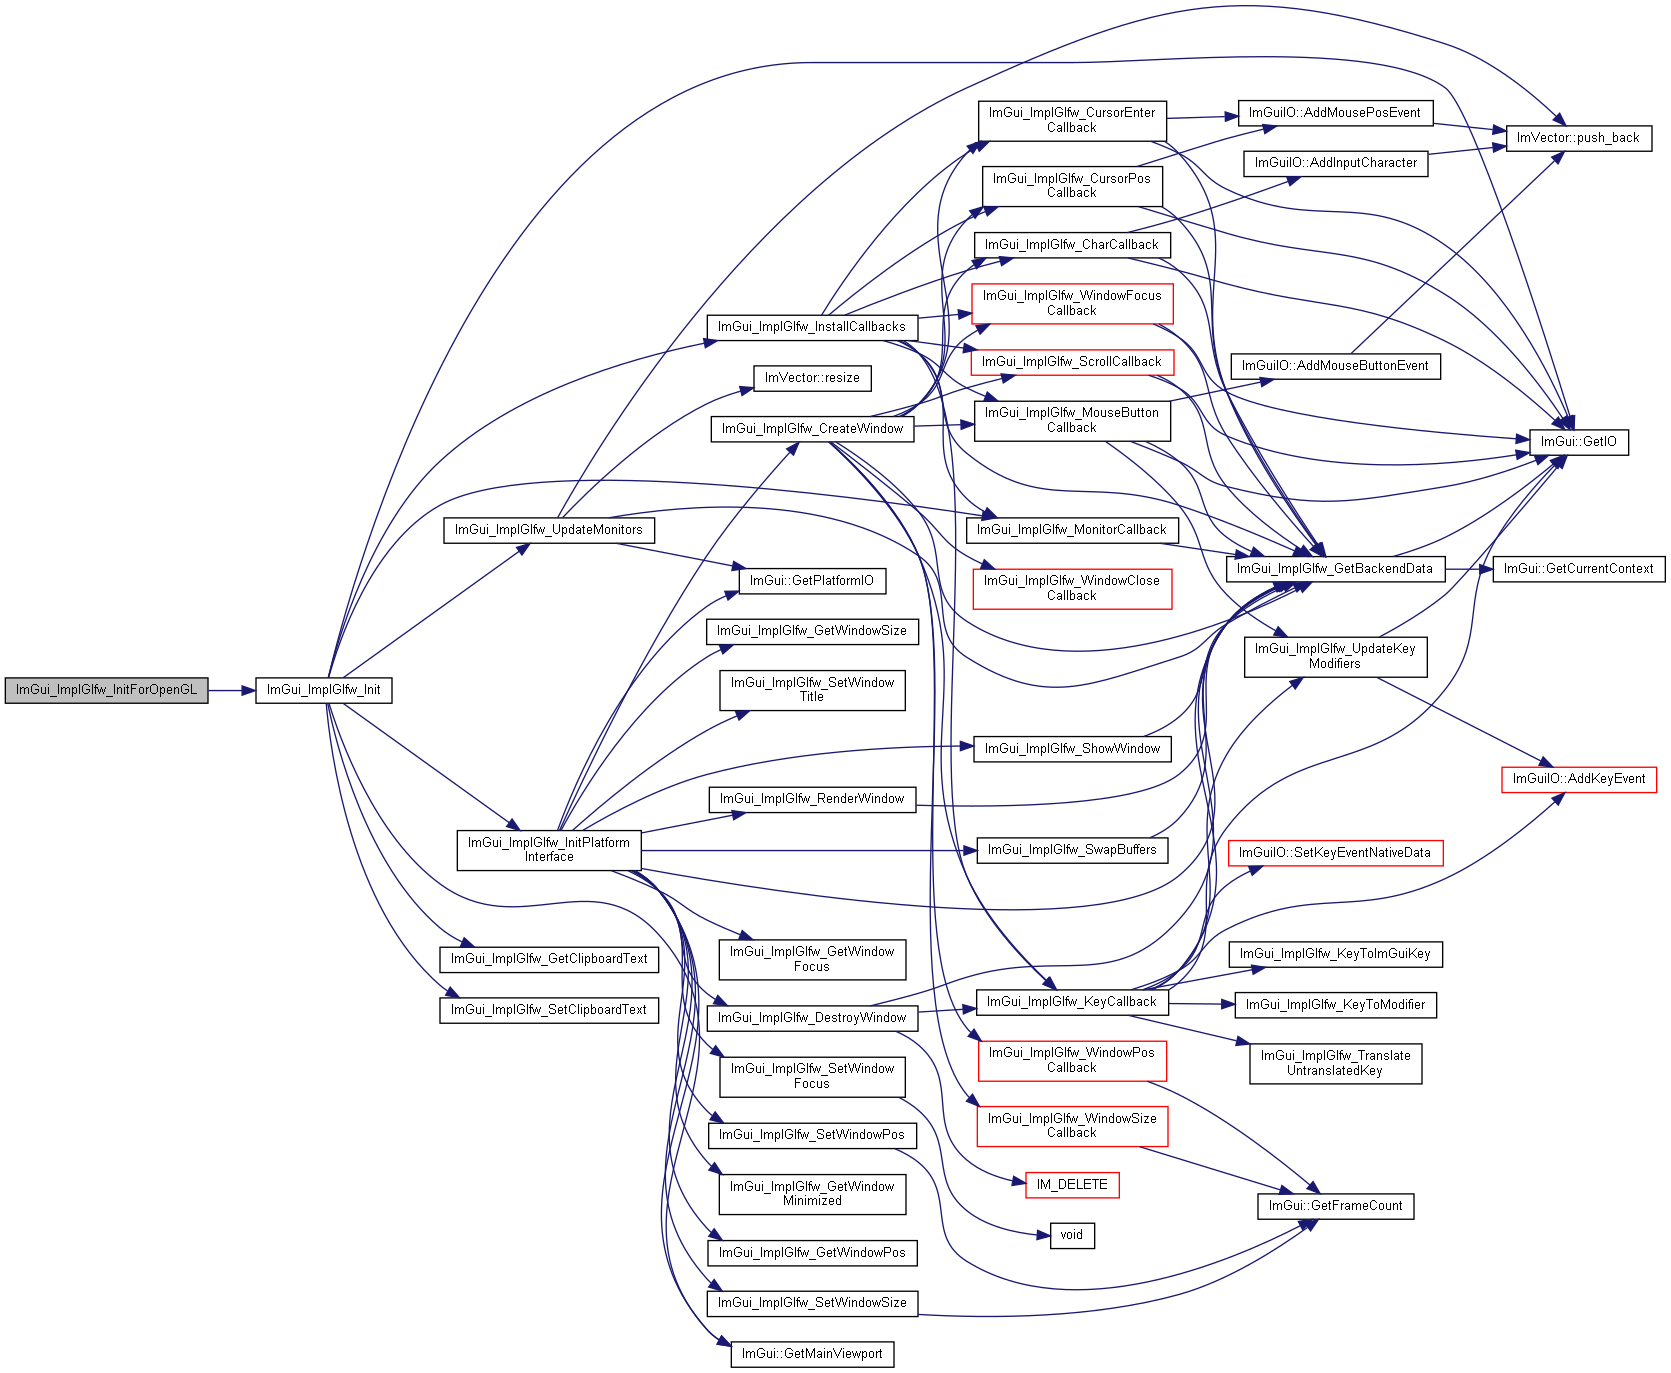 ImGui_ImplGlfw_InitForOpenGL
ImGui_ImplGlfw_Init
ImGui_ImplGlfw_UpdateMonitors
ImGui_ImplGlfw_InitPlatform
Interface
ImGui_ImplGlfw_GetClipboardText
ImGui_ImplGlfw_SetClipboardText
ImGui_ImplGlfw_InstallCallbacks
ImVector::resize
ImGui_ImplGlfw_CreateWindow
ImGui::GetPlatformIO
ImGui_ImplGlfw_GetWindowSize
ImGui_ImplGlfw_SetWindow
Title
ImGui_ImplGlfw_RenderWindow
ImGui_ImplGlfw_GetWindow
Focus
ImGui_ImplGlfw_DestroyWindow
ImGui_ImplGlfw_SetWindow
Focus
ImGui_ImplGlfw_SetWindowPos
ImGui_ImplGlfw_GetWindow
Minimized
ImGui_ImplGlfw_GetWindowPos
ImGui_ImplGlfw_SetWindowSize
ImGui::GetMainViewport
ImGui_ImplGlfw_CursorEnter
Callback
ImGui_ImplGlfw_CursorPos
Callback
ImGui_ImplGlfw_CharCallback
ImGui_ImplGlfw_WindowFocus
Callback
ImGui_ImplGlfw_ScrollCallback
ImGui_ImplGlfw_MouseButton
Callback
ImGui_ImplGlfw_MonitorCallback
ImGui_ImplGlfw_WindowClose
Callback
ImGui_ImplGlfw_ShowWindow
ImGui_ImplGlfw_SwapBuffers
ImGui_ImplGlfw_KeyCallback
ImGui_ImplGlfw_WindowPos
Callback
ImGui_ImplGlfw_WindowSize
Callback
IM_DELETE
void
ImGuiIO::AddMousePosEvent
ImGuiIO::AddInputCharacter
ImGuiIO::AddMouseButtonEvent
ImGui_ImplGlfw_GetBackendData
ImGui_ImplGlfw_UpdateKey
Modifiers
ImGuiIO::SetKeyEventNativeData
ImGui_ImplGlfw_KeyToImGuiKey
ImGui_ImplGlfw_KeyToModifier
ImGui_ImplGlfw_Translate
UntranslatedKey
ImGui::GetFrameCount
ImVector::push_back
ImGui::GetIO
ImGui::GetCurrentContext
ImGuiIO::AddKeyEvent